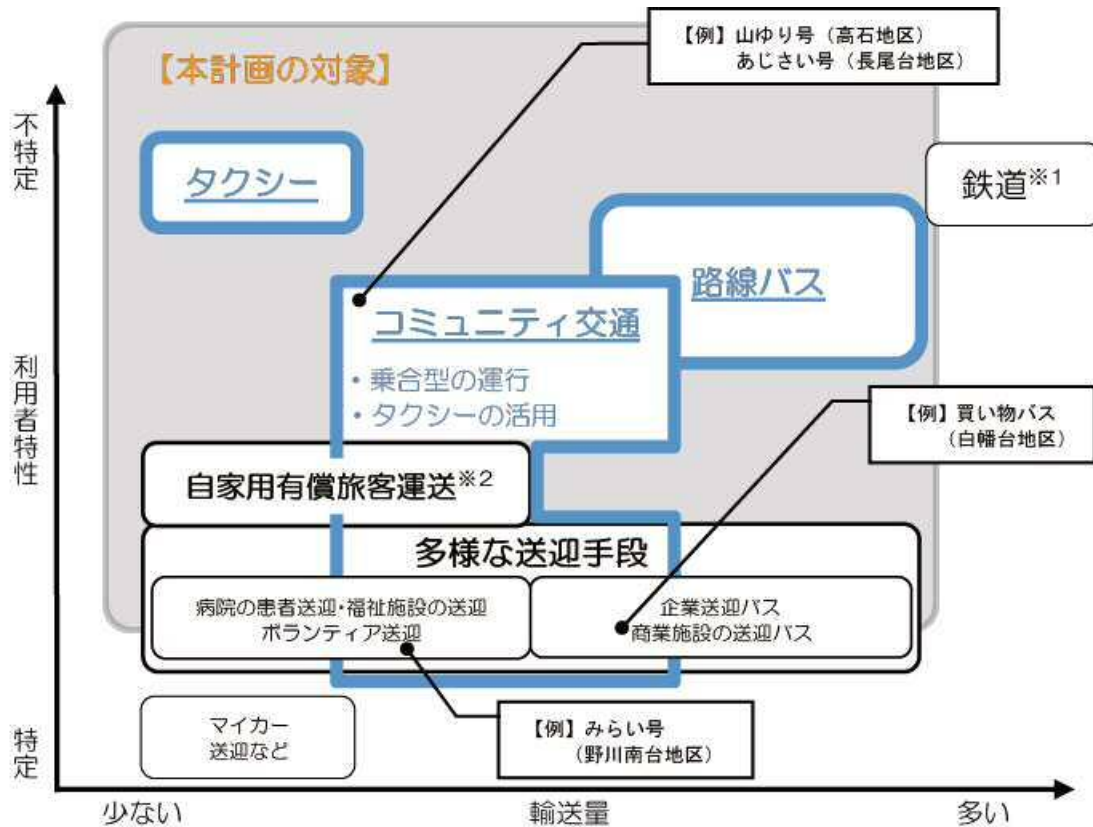 【例】山ゆり号（高石地区）
あじさい号（長尾台地区）
【本計画の対象】
不特定
タクシー
鉄道※1
路線バス
コミュニティ交通
・乗合型の運行
・タクシーの活用
利用者特性
【例】買い物バス
（白幡台地区）
自家用有償旅客運送※2
多様な送迎手段
病院の患者送迎・福祉施設の送迎
ボランティア送迎
企業送迎バス
商業施設の送迎バス
マイカー
送迎など
【例】みらい号
（野川南台地区）
特定
少ない
輸送量
多い